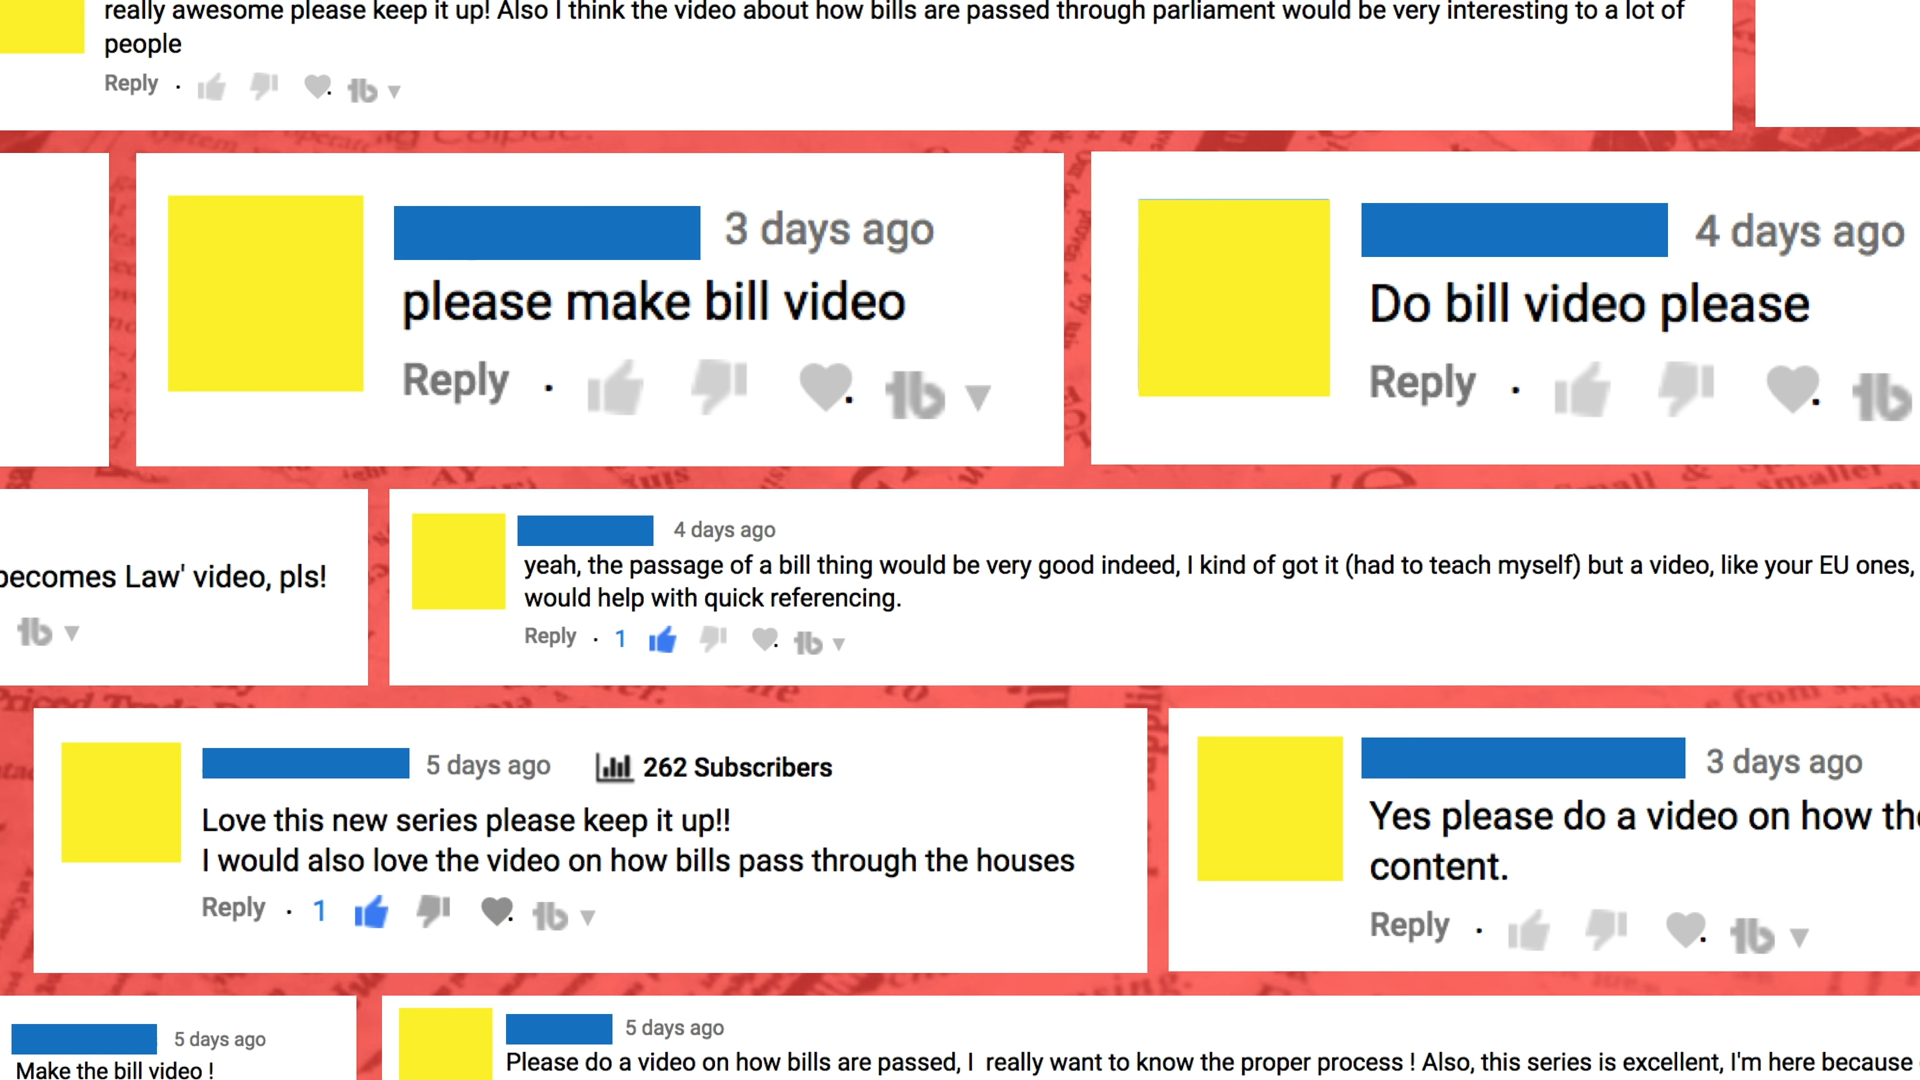 really awesome please keep it up! Also I think the video about how bills are passed through parliament would be very interesting to a lot of
people
Reply
3 days ago
please make bill video
Reply
4 days ago
Do bill video please
Reply
becomes Law' video, pls!
4 days ago
yeah, the passage of a bill thing would be very good indeed, I kind of got it (had to teach myself) but a video, like your EU ones,
would help with quick referencing.
Reply · 1
5 days ago 262 Subscribers
Love this new series please keep it up!!
I would also love the video on how bills pass through the houses
Reply · 1
3 days ago
Yes please do a video on how
content.
Reply
5 days ago
Make the bill video !
5 days ago
Please do a video on how bills are passed, I really want to know the proper process ! Also, this series is excellent, I'm here because